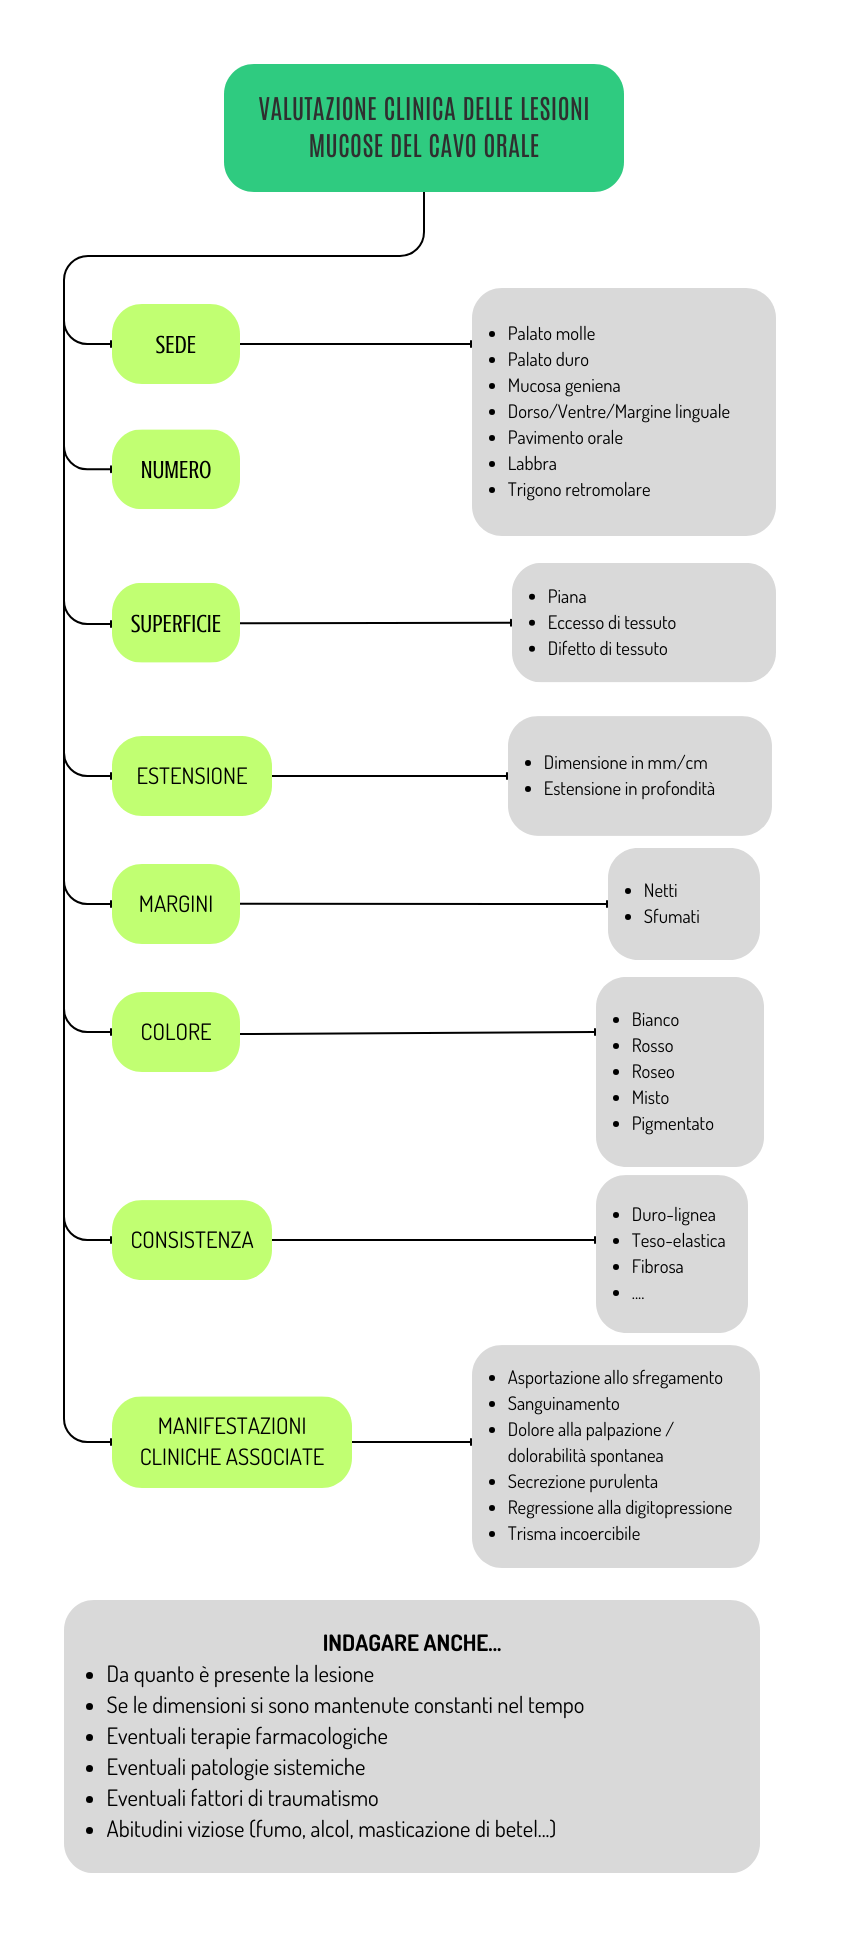 VALUTAZIONE CLINICA DELLE LESIONI
MUCOSE DEL CAVO ORALE
SEDE
• Palato molle
• Palato duro
• Mucosa geniena
• Dorso/Ventre/Margine linguale
• Pavimento orale
• Labbra
• Trigono retromolare
NUMERO
SUPERFICIE
• Piana
• Eccesso di tessuto
• Difetto di tessuto
ESTENSIONE
• Dimensione in mm/cm
• Estensione in profondità
MARGINI
• Netti
• Sfumati
COLORE
• Bianco
• Rosso
• Roseo
• Misto
• Pigmentato
CONSISTENZA
• Duro-lignea
• Teso-elastica
• Fibrosa
• ....
MANIFESTAZIONI
CLINICHE ASSOCIATE
• Asportazione allo sfregamento
• Sanguinamento
• Dolore alla palpazione /
dolorabilità spontanea
• Secrezione purulenta
• Regressione alla digitopressione
• Trisma incoercibile
INDAGARE ANCHE...
• Da quanto è presente la lesione
• Se le dimensioni si sono mantenute constanti nel tempo
• Eventuali terapie farmacologiche
• Eventuali patologie sistemiche
• Eventuali fattori di traumatismo
• Abitudini viziose (fumo, alcol, masticazione di betel...)